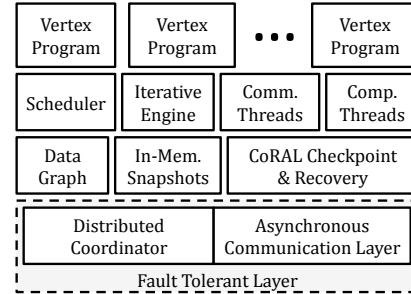 Vertex
Program
Vertex
Program
Vertex
Program
Scheduler
Iterative
Engine
Comm.
Threads
Comp.
Threads
Data
Graph
In-Mem.
Snapshots
CoRAL Checkpoint
& Recovery
Distributed
Coordinator
Asynchronous
Communication Layer
Fault Tolerant Layer